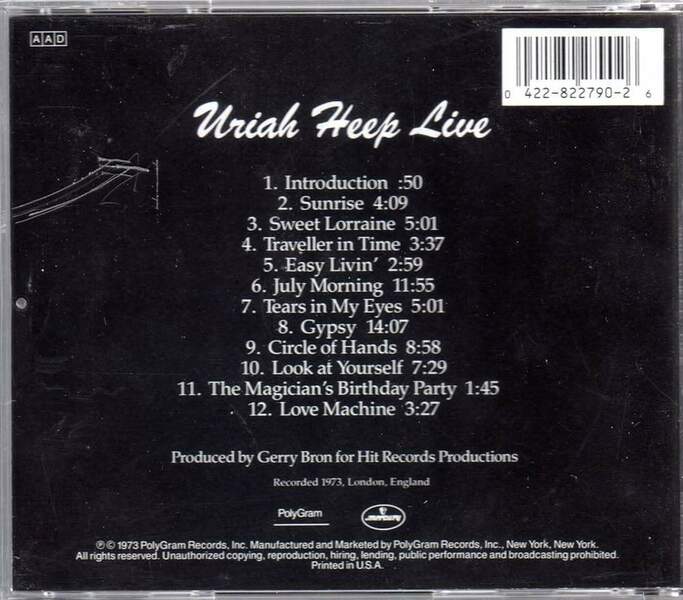 AAD
0 422-822790-2 6
Uriah Heep Live
1. Introduction :50
2. Sunrise 4:09
3. Sweet Lorraine 5:01
4. Traveller in Time 3:37
5. Easy Livin' 2:59
6. July Morning 11:55
7. Tears in My Eyes 5:01
8. Gypsy 14:07
9. Circle of Hands 8:58
10. Look at Yourself 7:29
11. The Magician's Birthday Party 1:45
12. Love Machine 3:27
Produced by Gerry Bron for Hit Records Productions
Recorded 1973, London, England
PolyGram
mercury
℗© 1973 PolyGram Records, Inc. Manufactured and Marketed by PolyGram Records, Inc., New York, New York.
All rights reserved. Unauthorized copying, reproduction, hiring, lending, public performance and broadcasting prohibited.
Printed in U.S.A.